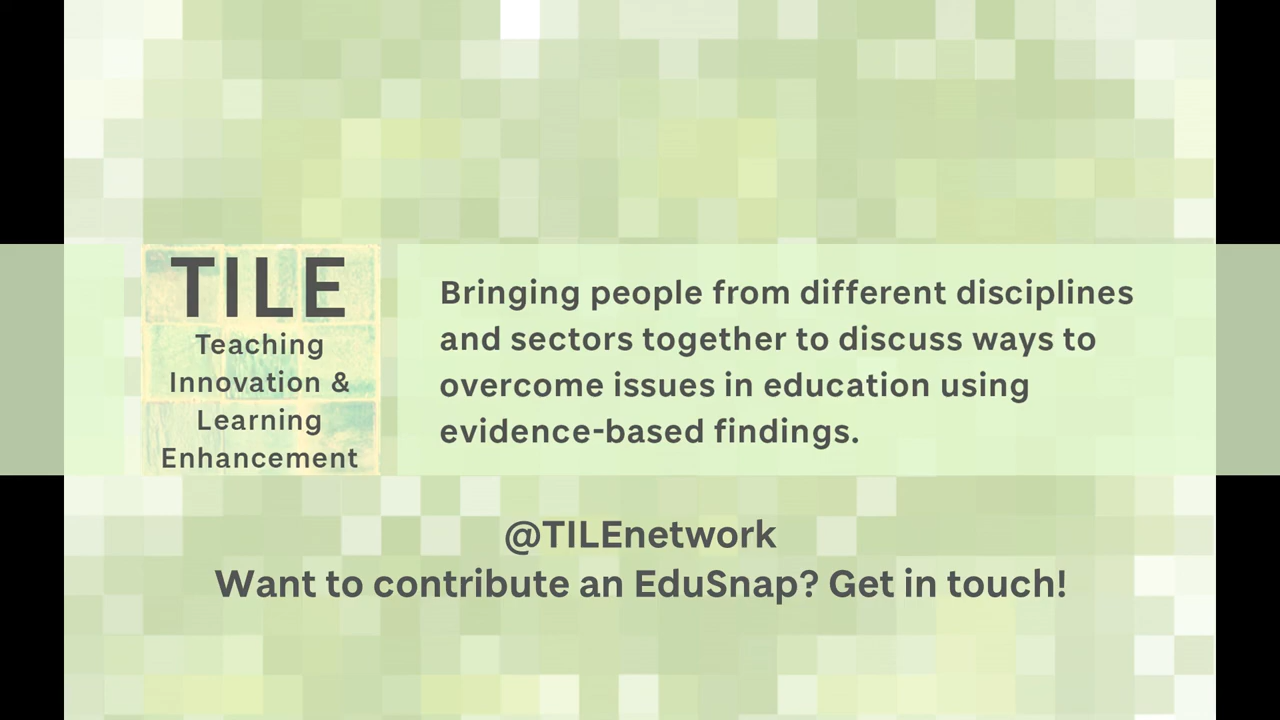 TILE
Teaching
Innovation &
Learning
Enhancement
Bringing people from different disciplines
and sectors together to discuss ways to
overcome issues in education using
evidence-based findings.
@TILEnetwork
Want to contribute an EduSnap? Get in touch!